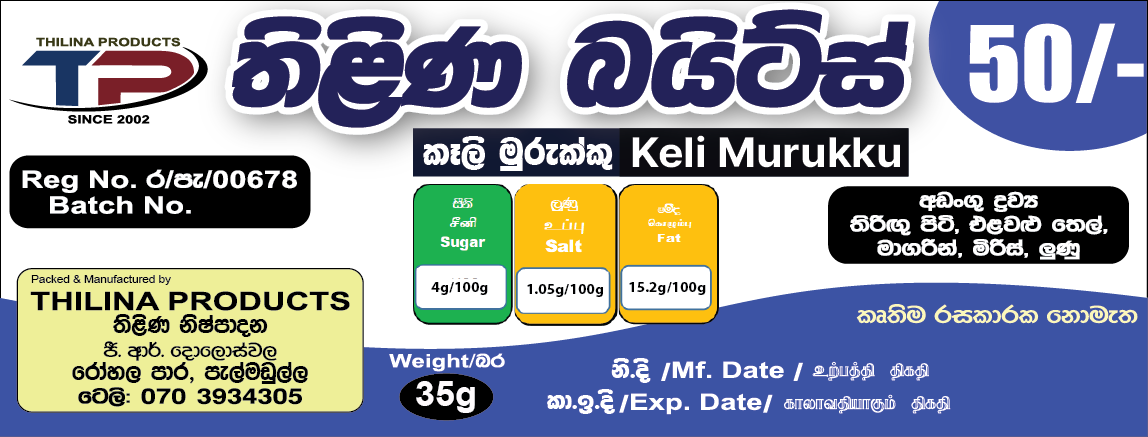 THILINA PRODUCTS
TP
SINCE 2002
තිළිණ බයිට්ස්
50/-
කෑලි මුරුක්කු Keli Murukku
Reg No. ර/පැ/00678
Batch No.
සීනි
சீனி
Sugar
4g/100g
ලුණු
உப்பு
Salt
1.05g/100g
මේද
கொழுப்பு
Fat
15.2g/100g
අඩංගු ද්‍රව්‍ය
තිරිඟු පිටි, එළවළු තෙල්,
මාගරින්, මිරිස්, ලුණු
Packed & Manufactured by
THILINA PRODUCTS
තිළිණ නිෂ්පාදන
ජී. ආර්. දොලොස්වල
රෝහල පාර, පැල්මඩුල්ල
ටෙලි: 070 3934305
කෘතිම රසකාරක නොමැත
Weight/බර
35g
නි.දි /Mf. Date / உற்பத்தி திகதி
කා.ඉ.දි /Exp. Date/ காலாவதியாகும் திகதி